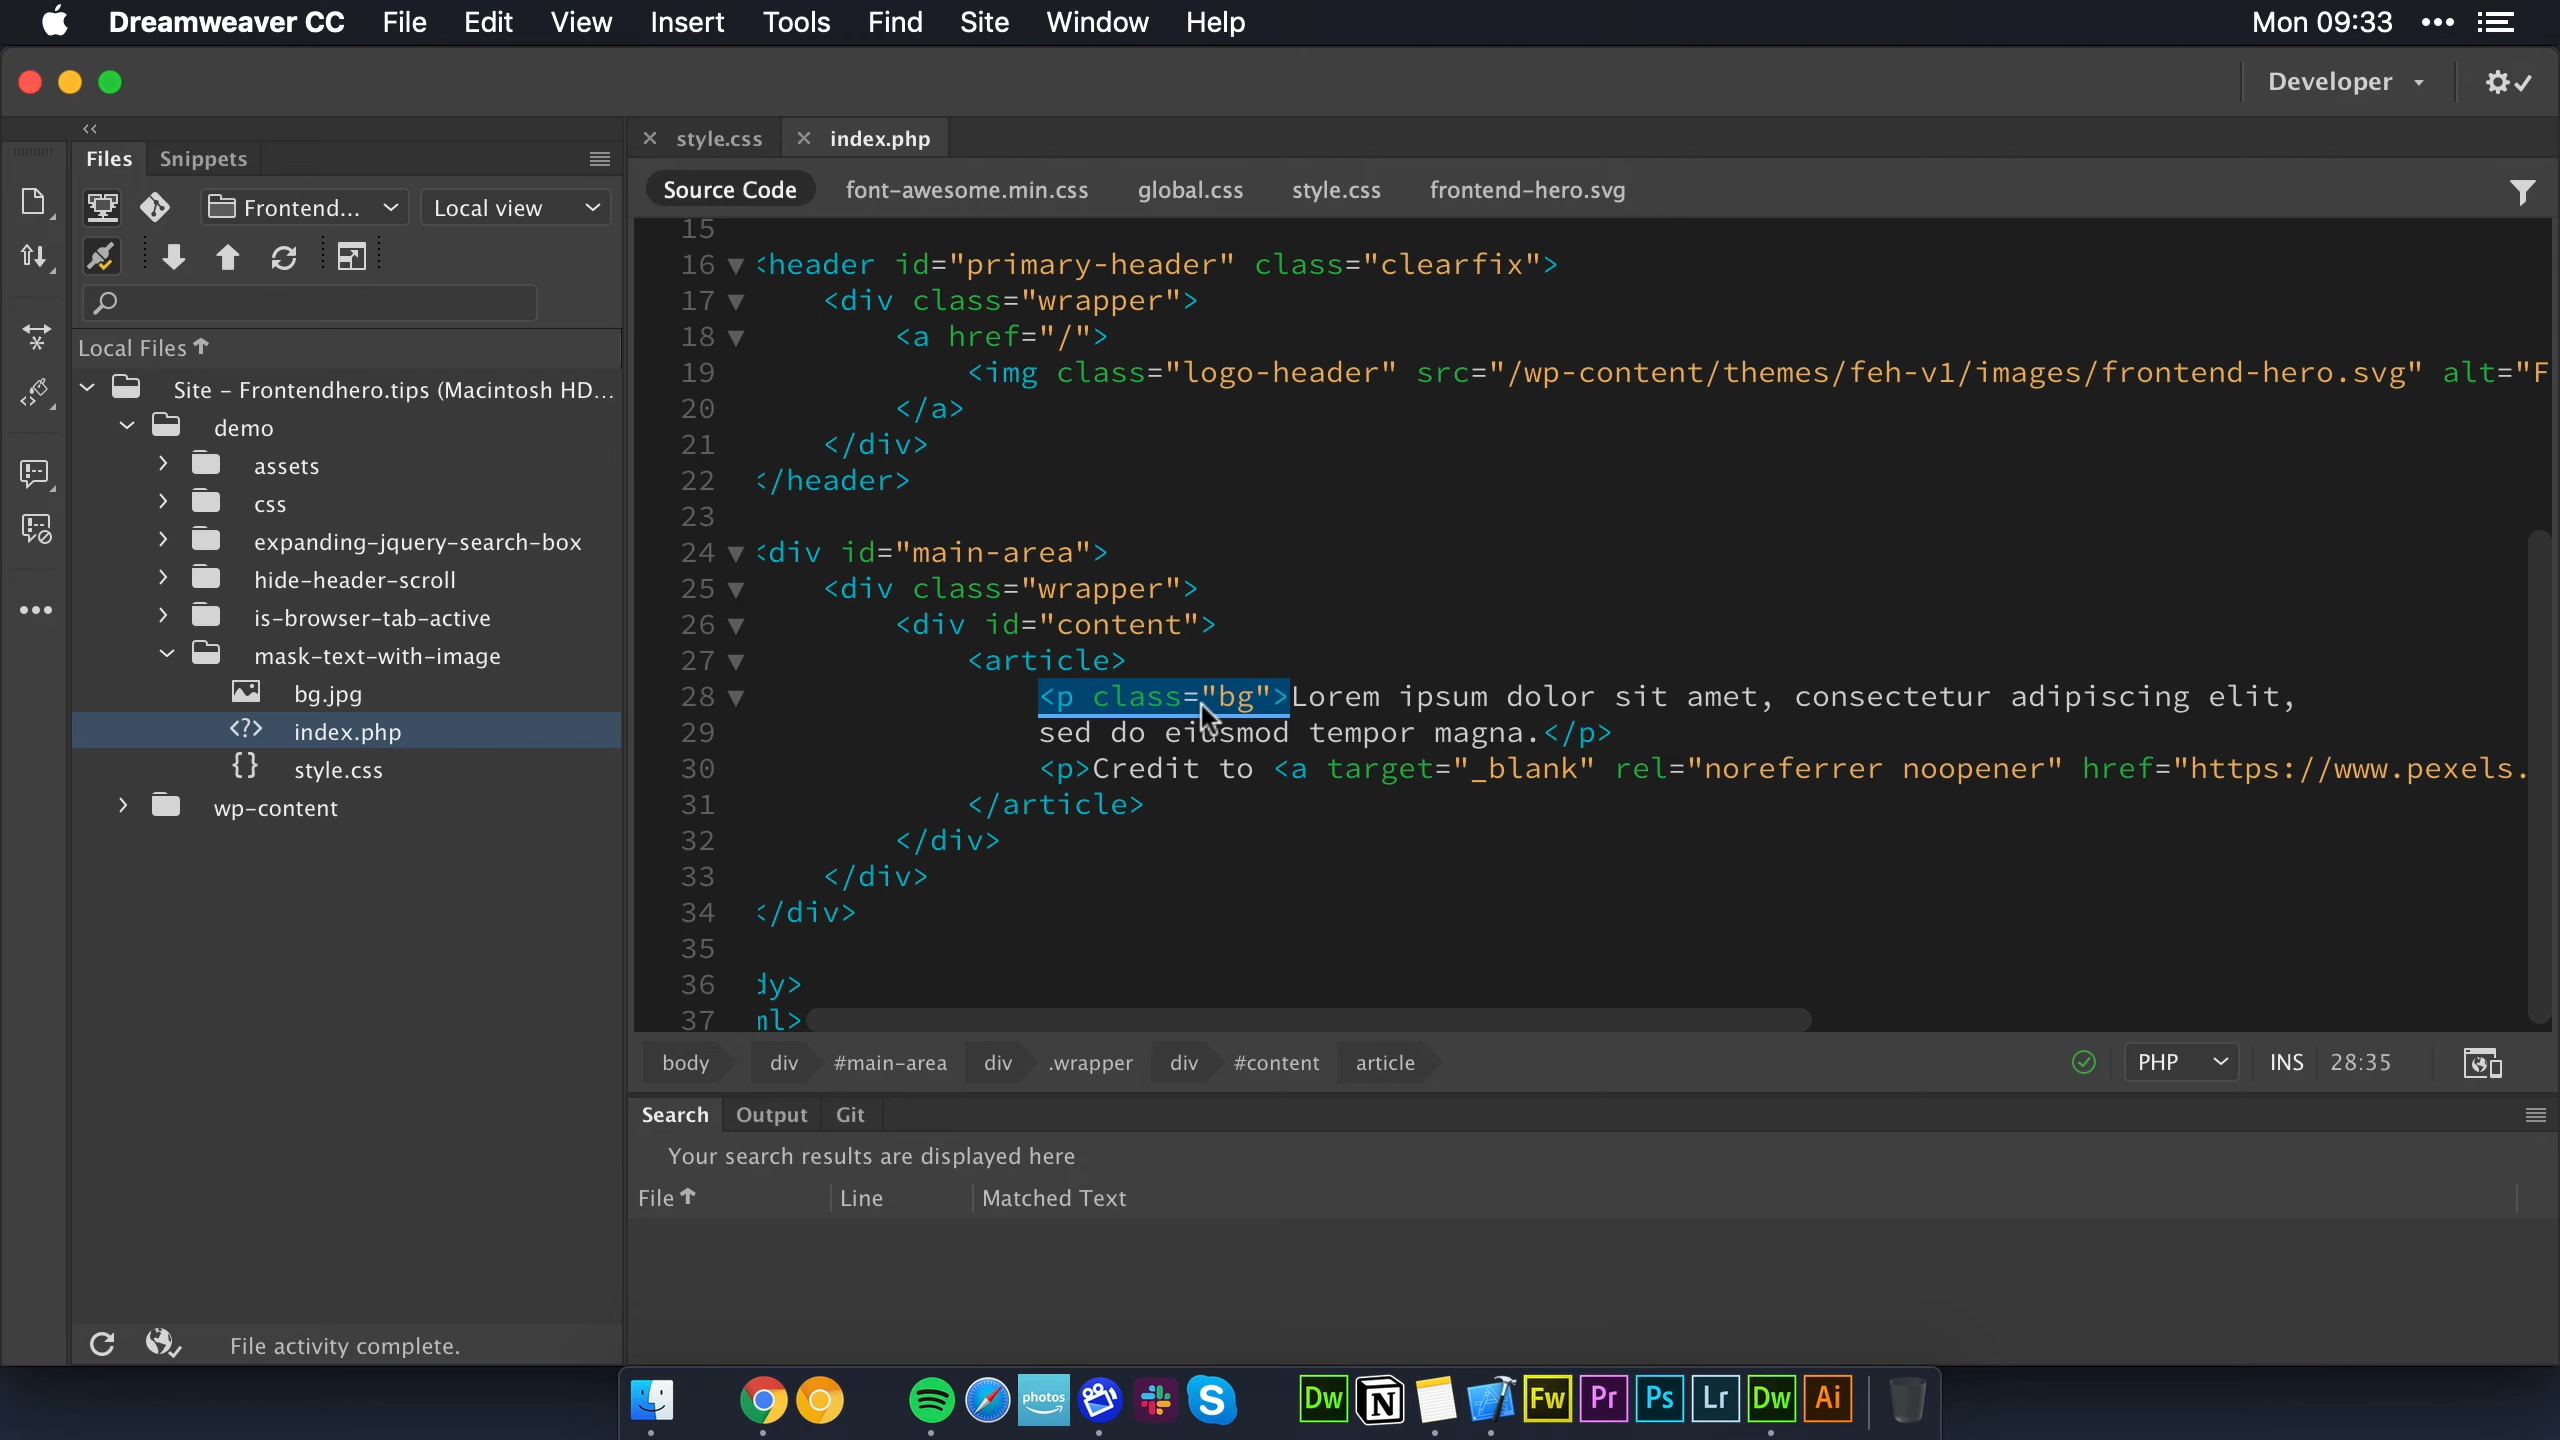 Dreamweaver CC File Edit View Insert Tools Find Site Window Help Mon 09:33
Developer
Files Snippets
Frontend... Local view
Local Files
Site – Frontendhero.tips (Macintosh HD...
demo
assets
css
expanding-jquery-search-box
hide-header-scroll
is-browser-tab-active
mask-text-with-image
bg.jpg
index.php
style.css
wp-content
File activity complete.
style.css index.php
Source Code font-awesome.min.css global.css style.css frontend-hero.svg
15
16 <header id="primary-header" class="clearfix">
17 <div class="wrapper">
18 <a href="/">
19 <img class="logo-header" src="/wp-content/themes/feh-v1/images/frontend-hero.svg" alt="F
20 </a>
21 </div>
22 </header>
23
24 <div id="main-area">
25 <div class="wrapper">
26 <div id="content">
27 <article>
28 <p class="bg">Lorem ipsum dolor sit amet, consectetur adipiscing elit,
29 sed do eiusmod tempor magna.</p>
30 <p>Credit to <a target="_blank" rel="noreferrer noopener" href="https://www.pexels.
31 </article>
32 </div>
33 </div>
34 </div>
35
36 dy>
37 ml>
body div #main-area div .wrapper div #content article PHP INS 28:35
Search Output Git
Your search results are displayed here
File Line Matched Text
photos Dw N Fw Pr Ps Lr Dw Ai